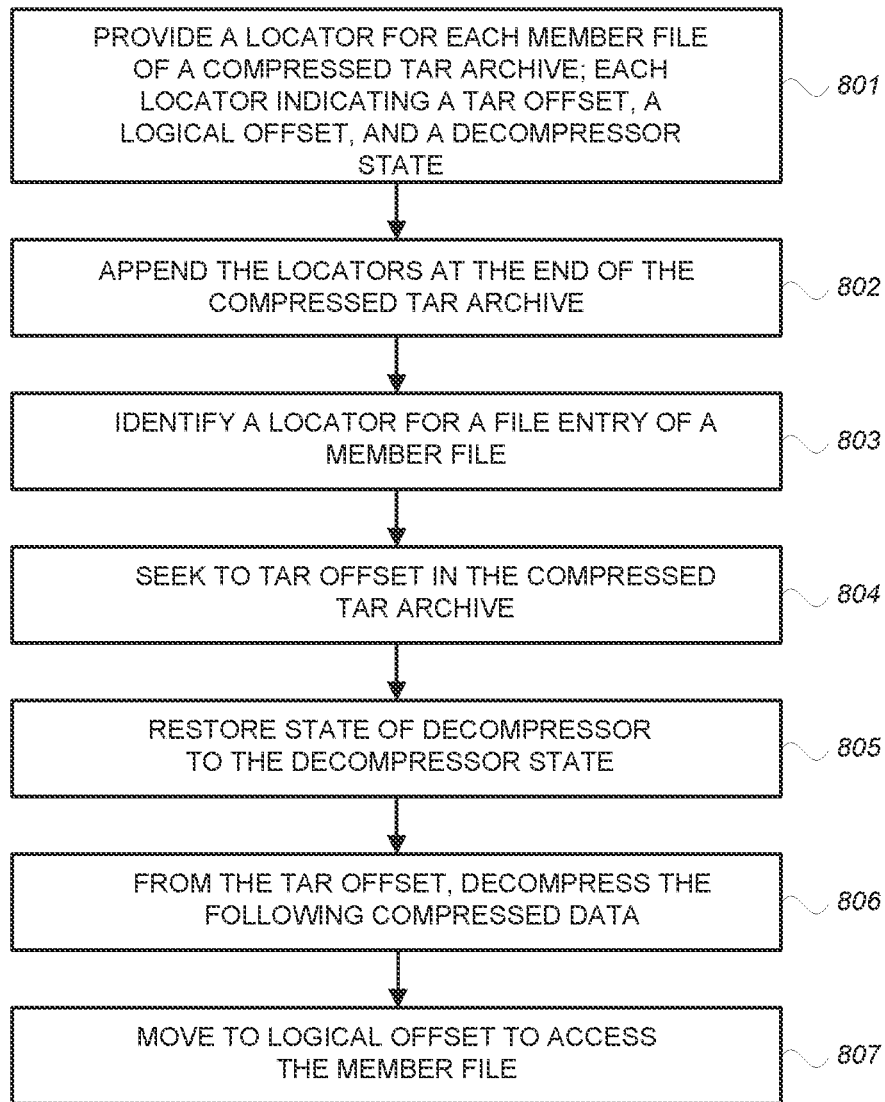 PROVIDE A LOCATOR FOR EACH MEMBER FILE
OF A COMPRESSED TAR ARCHIVE; EACH
LOCATOR INDICATING A TAR OFFSET, A
LOGICAL OFFSET, AND A DECOMPRESSOR
STATE
801
APPEND THE LOCATORS AT THE END OF THE
COMPRESSED TAR ARCHIVE
802
IDENTIFY A LOCATOR FOR A FILE ENTRY OF A
MEMBER FILE
803
SEEK TO TAR OFFSET IN THE COMPRESSED
TAR ARCHIVE
804
RESTORE STATE OF DECOMPRESSOR
TO THE DECOMPRESSOR STATE
805
FROM THE TAR OFFSET, DECOMPRESS THE
FOLLOWING COMPRESSED DATA
806
MOVE TO LOGICAL OFFSET TO ACCESS
THE MEMBER FILE
807